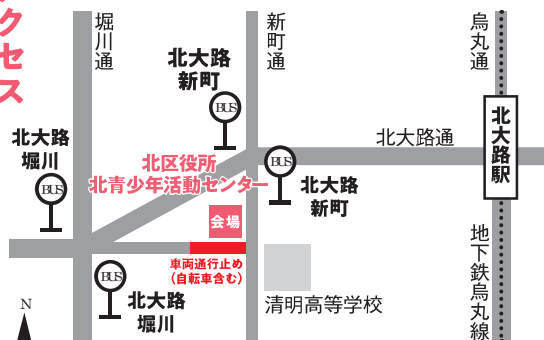 クセス
堀川通
新町通
烏丸通
北大路
新町
BUS
北大路通
北大路駅
北大路
堀川
BUS
北区役所
北青少年活動センター
BUS
北大路
新町
会場
車両通行止め
（自転車含む）
地下鉄烏丸線
BUS
北大路
堀川
清明高等学校
N